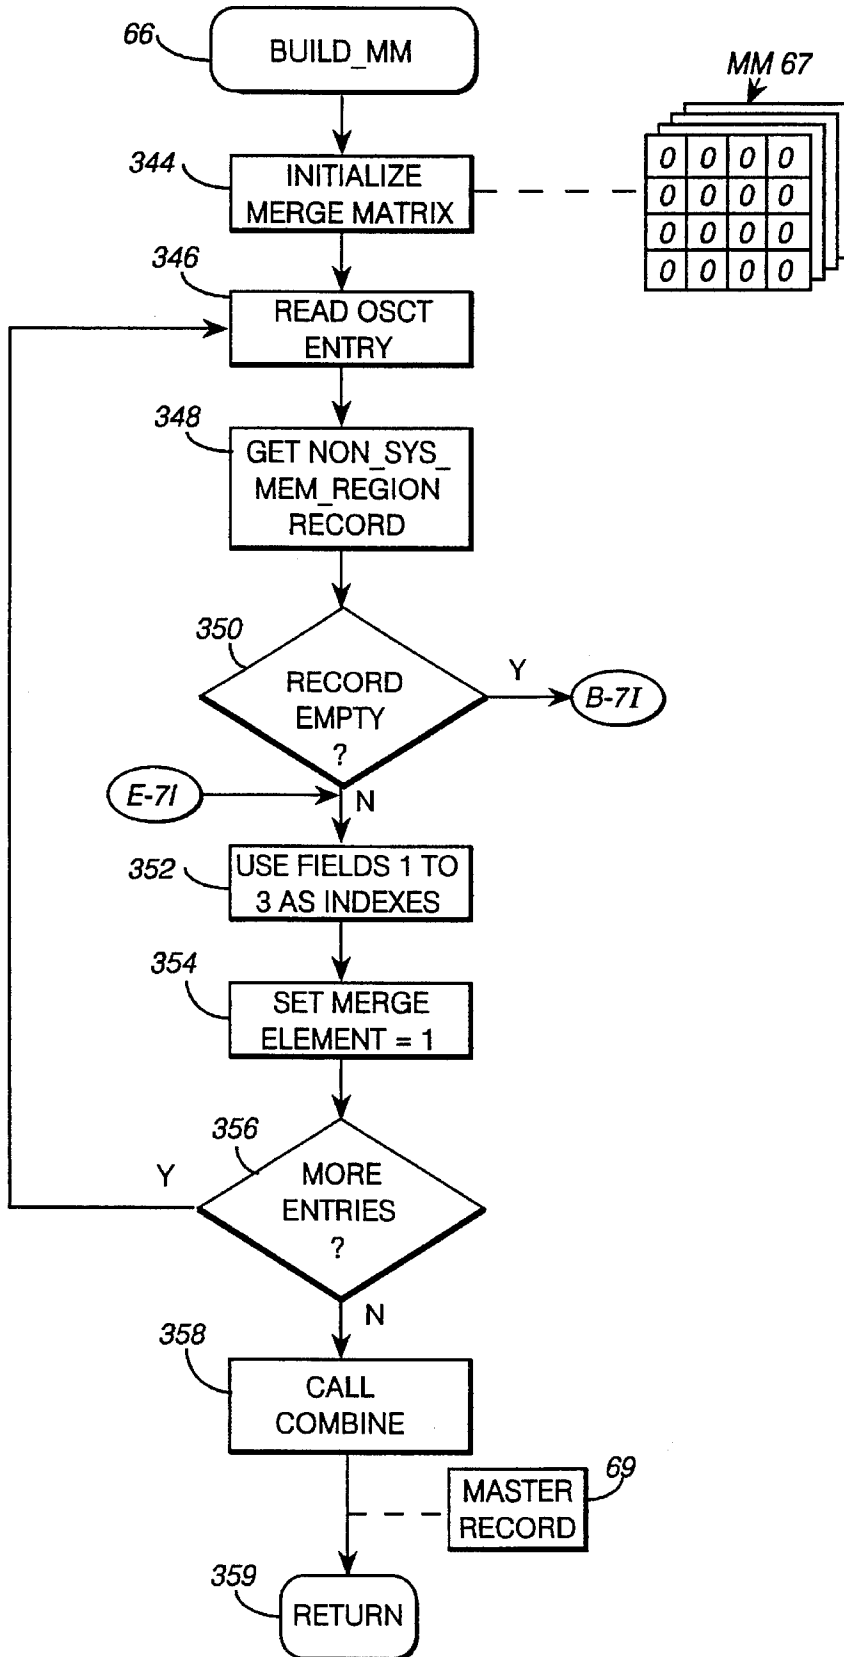 66
BUILD_MM
MM 67
344
INITIALIZE
MERGE MATRIX
0 0 0 0
0 0 0 0
0 0 0 0
0 0 0 0
346
READ OSCT
ENTRY
348
GET NON_SYS_
MEM_REGION
RECORD
350
RECORD
EMPTY
?
Y
B-7I
E-7I
N
352
USE FIELDS 1 TO
3 AS INDEXES
354
SET MERGE
ELEMENT = 1
356
Y
MORE
ENTRIES
?
N
358
CALL
COMBINE
69
MASTER
RECORD
359
RETURN